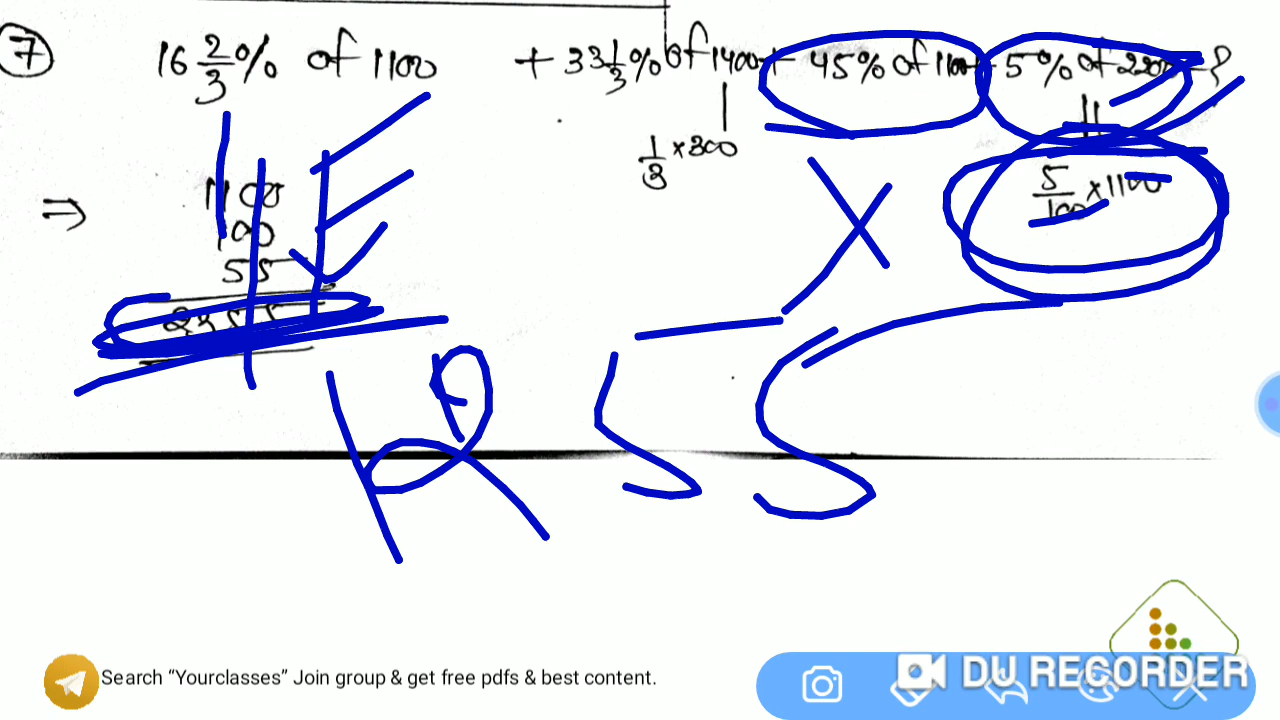 7 16 2/3% of 1100 + 33 1/3% of 1400 + 45% of 1100 5% of 2200 = ?
1/3 × 300
⇒ 1100
5/100 × 1100
100
55
1255
Search “Yourclasses” Join group & get free pdfs & best content.
DU RECORDER